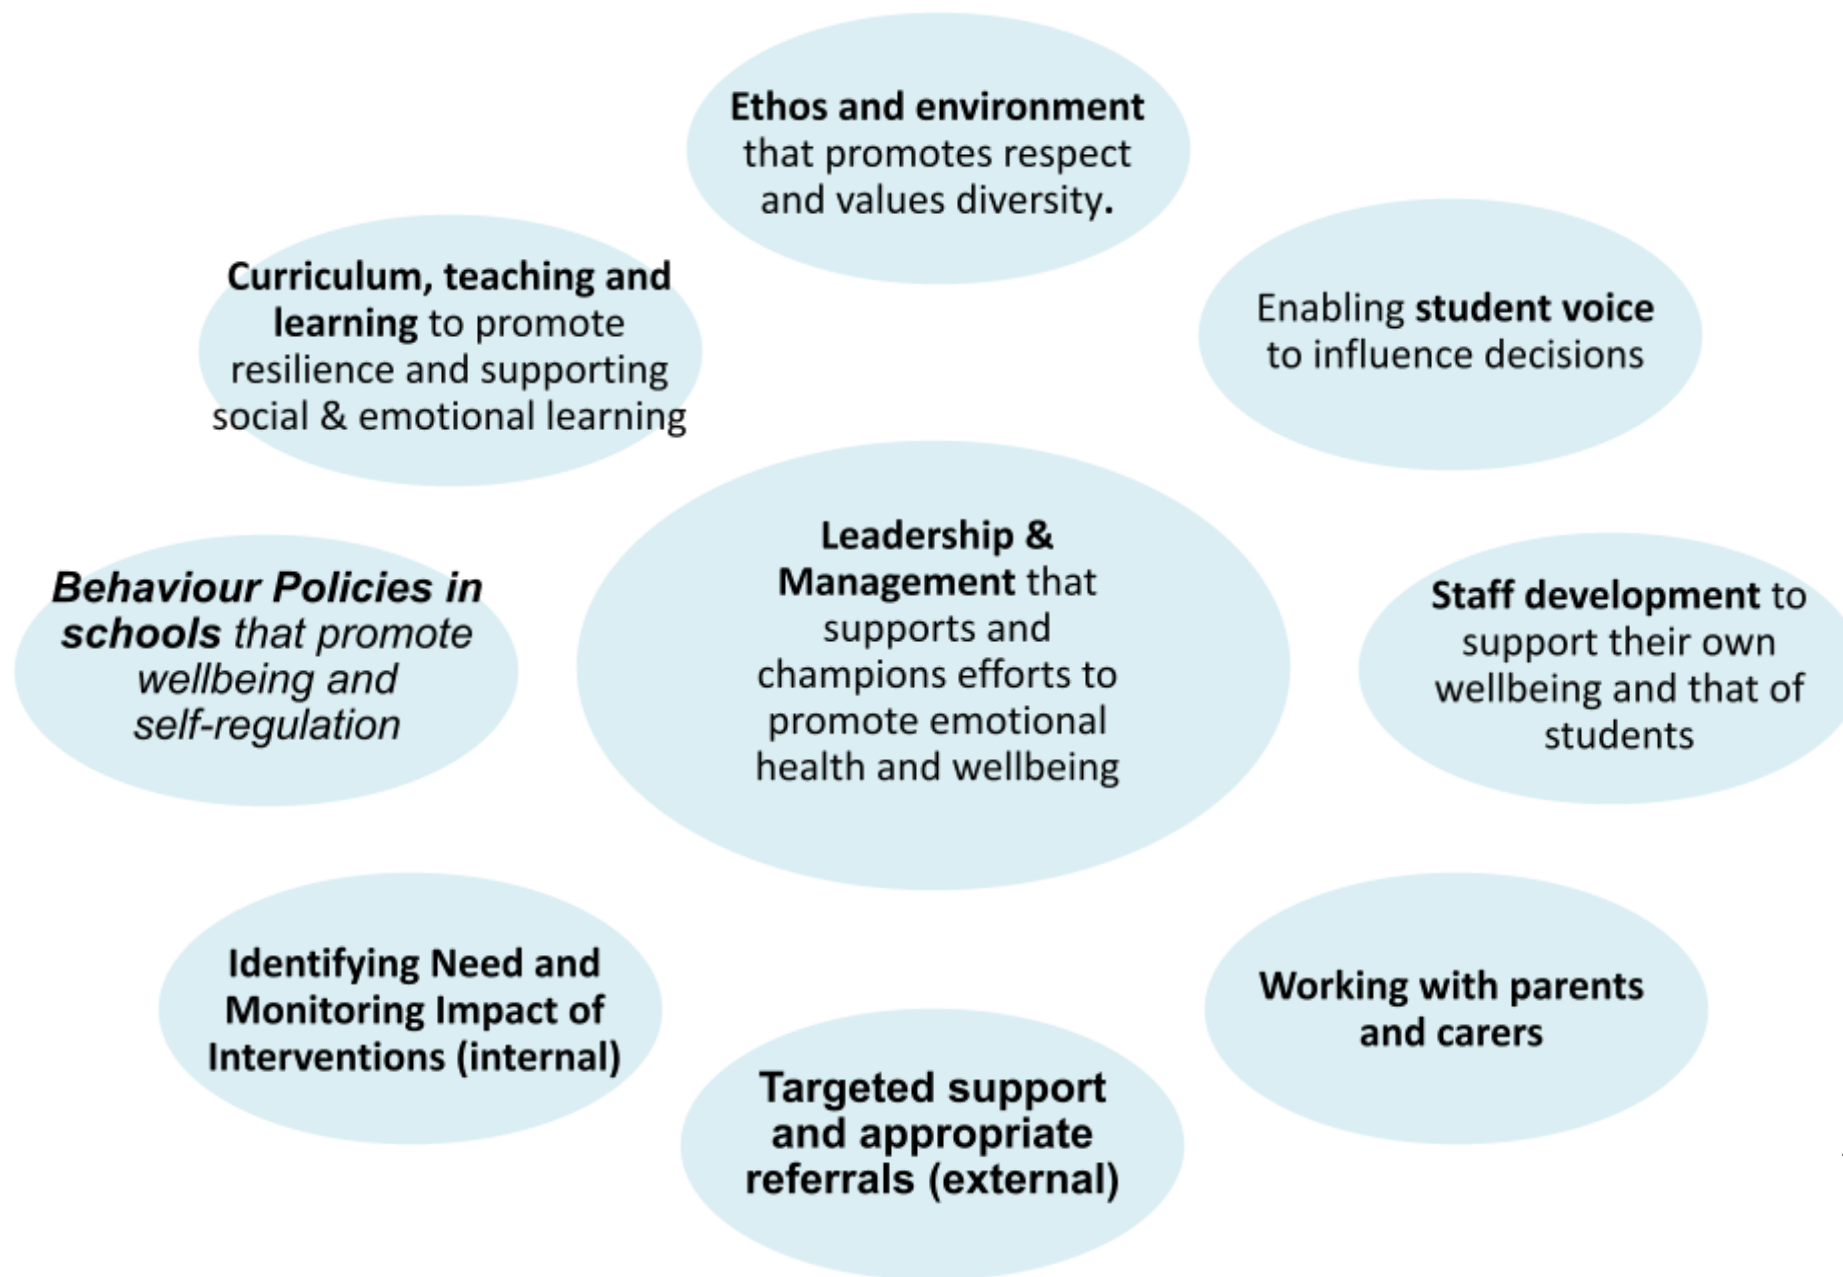 Ethos and environment
that promotes respect
and values diversity.
Curriculum, teaching and
learning to promote
resilience and supporting
social & emotional learning
Enabling student voice
to influence decisions
Leadership &
Management that
supports and
champions efforts to
promote emotional
health and wellbeing
Behaviour Policies in
schools that promote
wellbeing and
self-regulation
Staff development to
support their own
wellbeing and that of
students
Identifying Need and
Monitoring Impact of
Interventions (internal)
Working with parents
and carers
Targeted support
and appropriate
referrals (external)